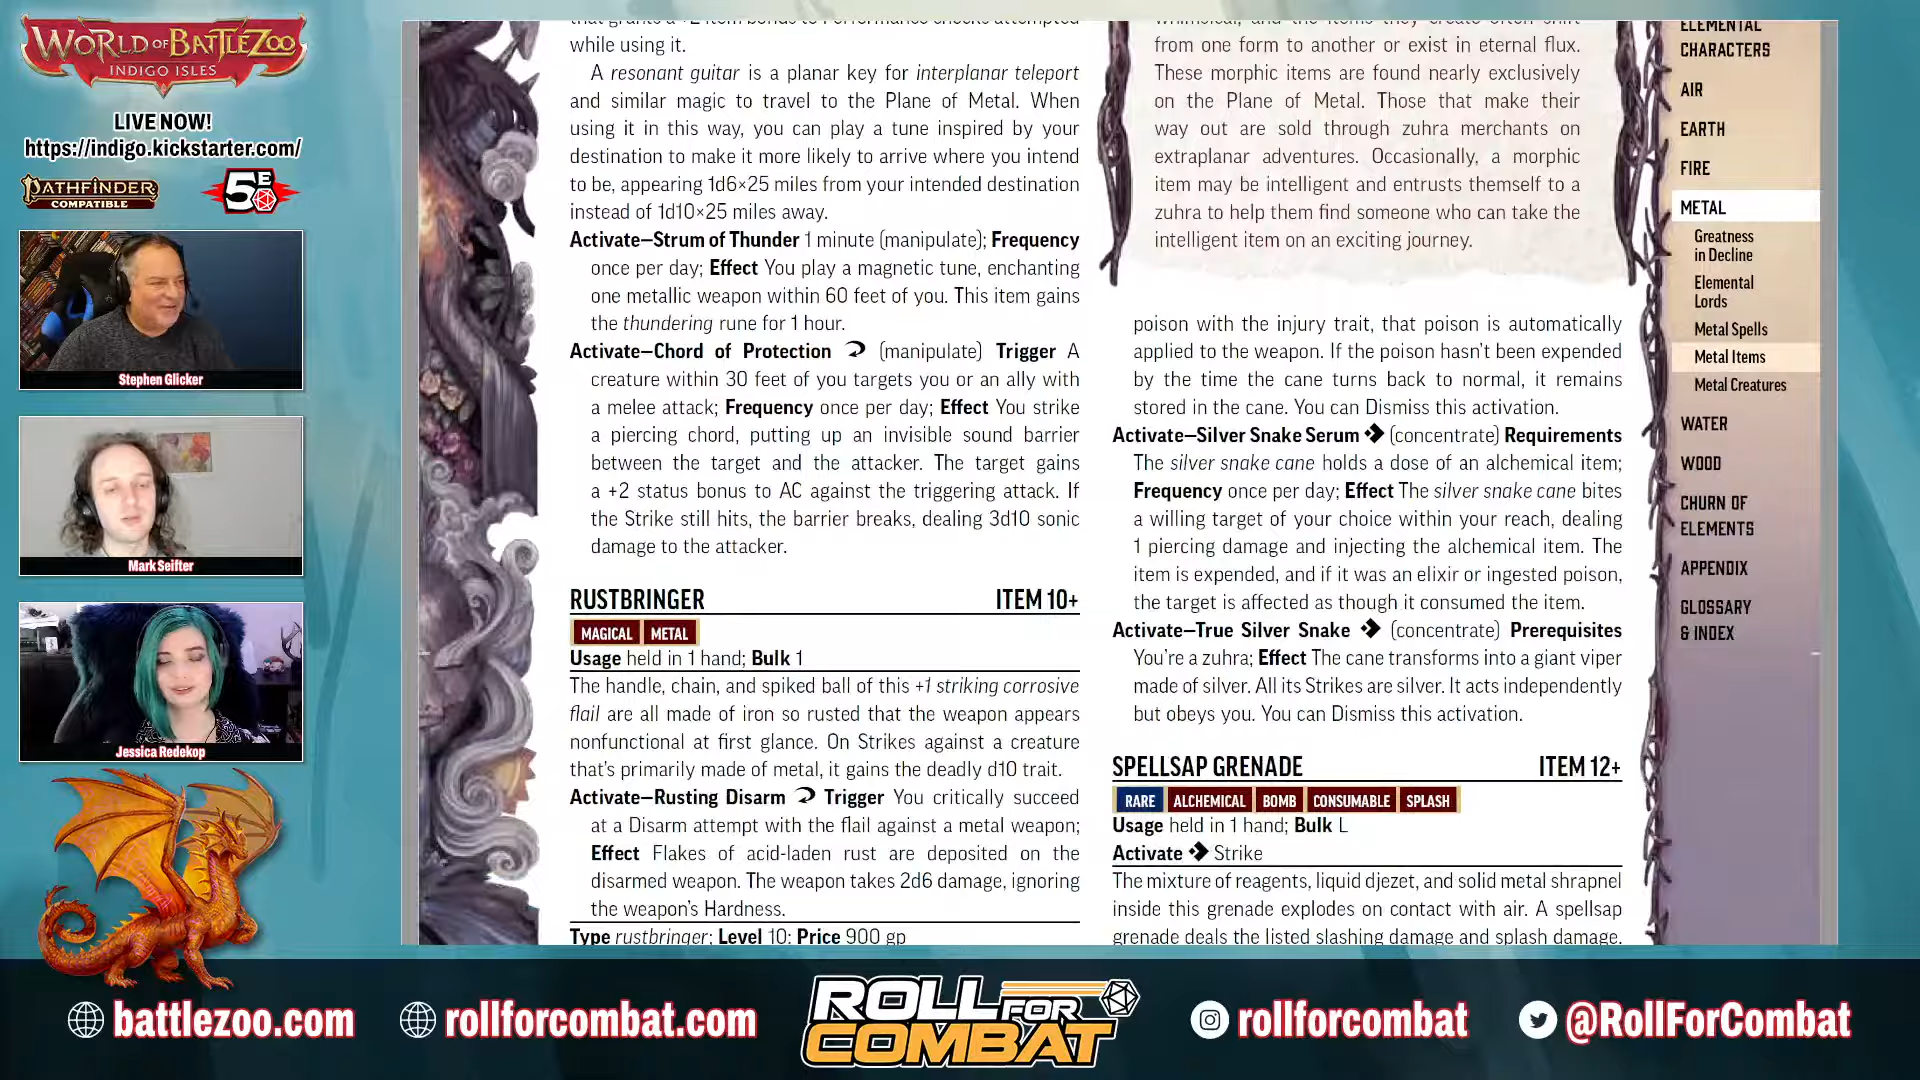 WORLD OF BATTLEZOO
INDIGO ISLES
LIVE NOW!
https://indigo.kickstarter.com/
PATHFINDER
COMPATIBLE
5E
Stephen Glicker
Mark Seifter
Jessica Redekop
that grants a +2 item bonus to Performance checks attempted
while using it.
A resonant guitar is a planar key for interplanar teleport
and similar magic to travel to the Plane of Metal. When
using it in this way, you can play a tune inspired by your
destination to make it more likely to arrive where you intend
to be, appearing 1d6×25 miles from your intended destination
instead of 1d10×25 miles away.
Activate—Strum of Thunder 1 minute (manipulate); Frequency
once per day; Effect You play a magnetic tune, enchanting
one metallic weapon within 60 feet of you. This item gains
the thundering rune for 1 hour.
Activate—Chord of Protection (manipulate) Trigger A
creature within 30 feet of you targets you or an ally with
a melee attack; Frequency once per day; Effect You strike
a piercing chord, putting up an invisible sound barrier
between the target and the attacker. The target gains
a +2 status bonus to AC against the triggering attack. If
the Strike still hits, the barrier breaks, dealing 3d10 sonic
damage to the attacker.
RUSTBRINGER ITEM 10+
MAGICAL METAL
Usage held in 1 hand; Bulk 1
The handle, chain, and spiked ball of this +1 striking corrosive
flail are all made of iron so rusted that the weapon appears
nonfunctional at first glance. On Strikes against a creature
that's primarily made of metal, it gains the deadly d10 trait.
Activate—Rusting Disarm Trigger You critically succeed
at a Disarm attempt with the flail against a metal weapon;
Effect Flakes of acid-laden rust are deposited on the
disarmed weapon. The weapon takes 2d6 damage, ignoring
the weapon's Hardness.
Type rustbringer; Level 10; Price 900 gp
whimsical, and the items they create often shift
from one form to another or exist in eternal flux.
These morphic items are found nearly exclusively
on the Plane of Metal. Those that make their
way out are sold through zuhra merchants on
extraplanar adventures. Occasionally, a morphic
item may be intelligent and entrusts themself to a
zuhra to help them find someone who can take the
intelligent item on an exciting journey.
poison with the injury trait, that poison is automatically
applied to the weapon. If the poison hasn't been expended
by the time the cane turns back to normal, it remains
stored in the cane. You can Dismiss this activation.
Activate—Silver Snake Serum (concentrate) Requirements
The silver snake cane holds a dose of an alchemical item;
Frequency once per day; Effect The silver snake cane bites
a willing target of your choice within your reach, dealing
1 piercing damage and injecting the alchemical item. The
item is expended, and if it was an elixir or ingested poison,
the target is affected as though it consumed the item.
Activate—True Silver Snake (concentrate) Prerequisites
You're a zuhra; Effect The cane transforms into a giant viper
made of silver. All its Strikes are silver. It acts independently
but obeys you. You can Dismiss this activation.
SPELLSAP GRENADE ITEM 12+
RARE ALCHEMICAL BOMB CONSUMABLE SPLASH
Usage held in 1 hand; Bulk L
Activate Strike
The mixture of reagents, liquid djezet, and solid metal shrapnel
inside this grenade explodes on contact with air. A spellsap
grenade deals the listed slashing damage and splash damage.
ELEMENTAL
CHARACTERS
AIR
EARTH
FIRE
METAL
Greatness
in Decline
Elemental
Lords
Metal Spells
Metal Items
Metal Creatures
WATER
WOOD
CHURN OF
ELEMENTS
APPENDIX
GLOSSARY
& INDEX
battlezoo.com
rollforcombat.com
ROLL FOR
COMBAT
rollforcombat
@RollForCombat